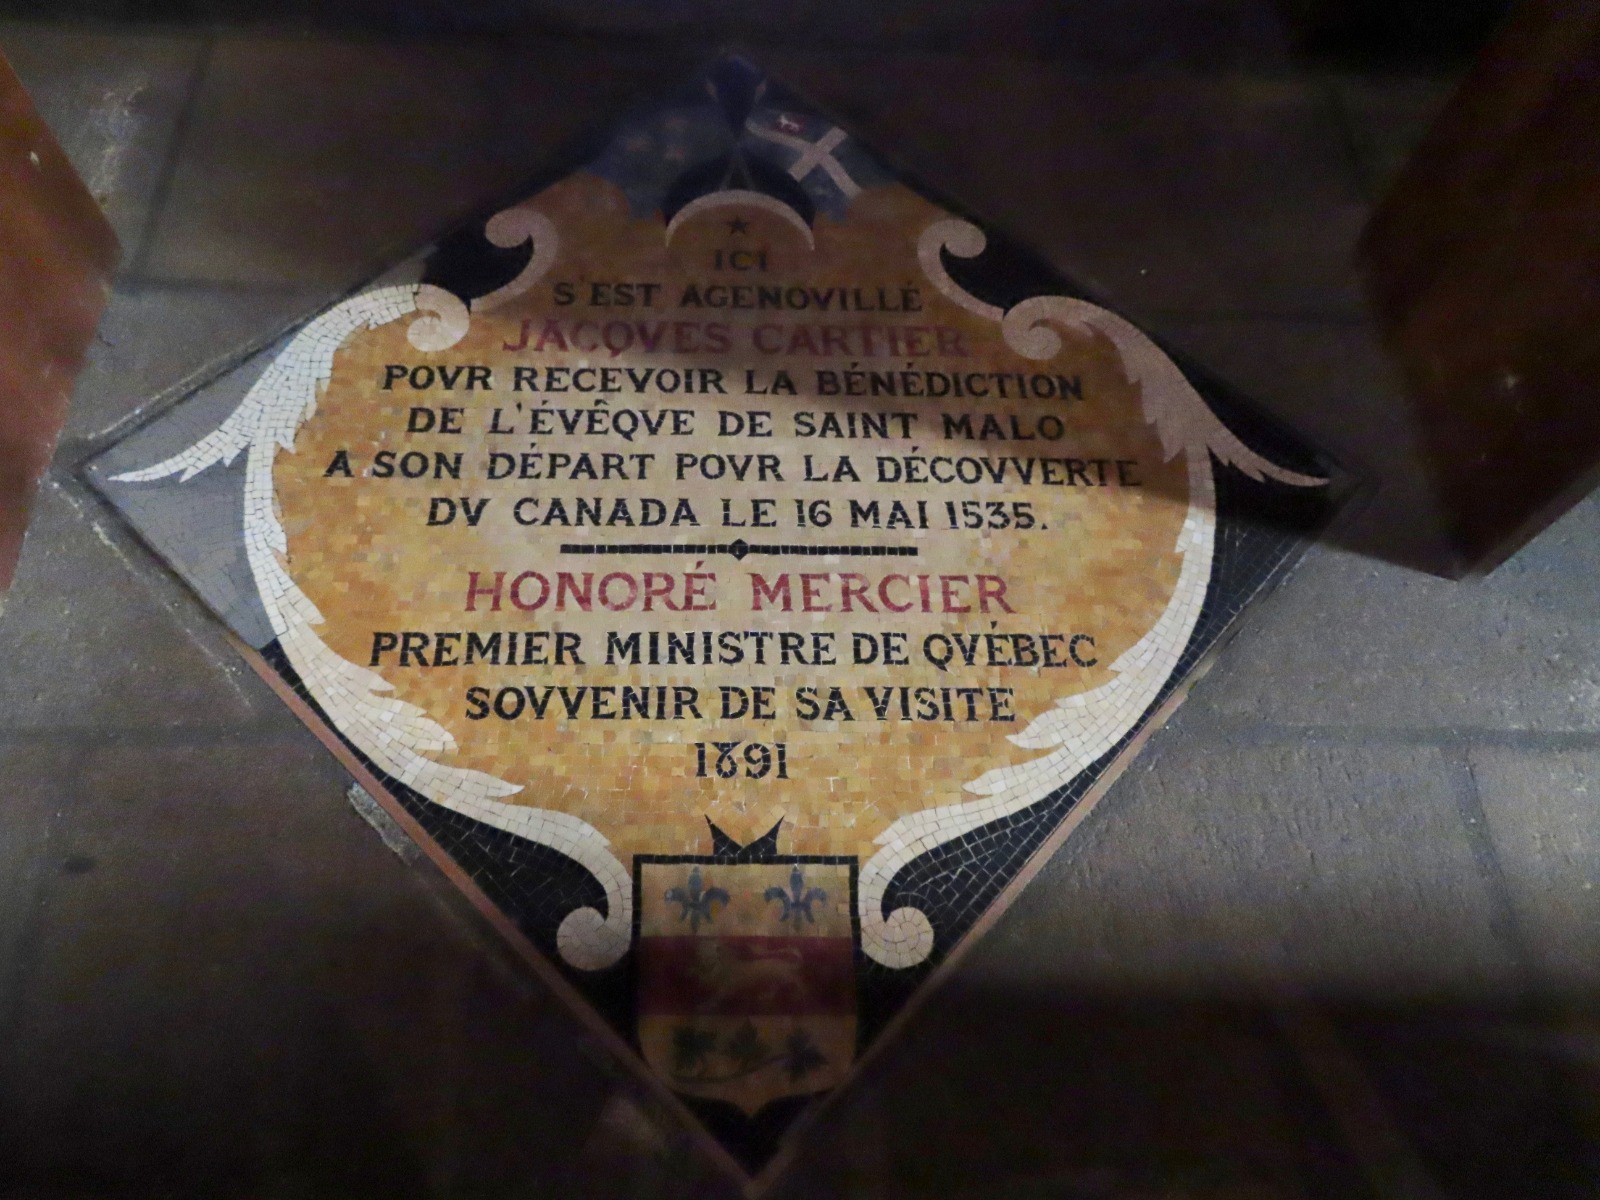 ICI
S'EST AGENOVILLÉ
JACQVES CARTIER
POVR RECEVOIR LA BÉNÉDICTION
DE L'ÉVÊQVE DE SAINT MALO
A SON DÉPART POVR LA DÉCOVVERTE
DV CANADA LE 16 MAI 1535.
HONORÉ MERCIER
PREMIER MINISTRE DE QVÉBEC
SOVVENIR DE SA VISITE
1891